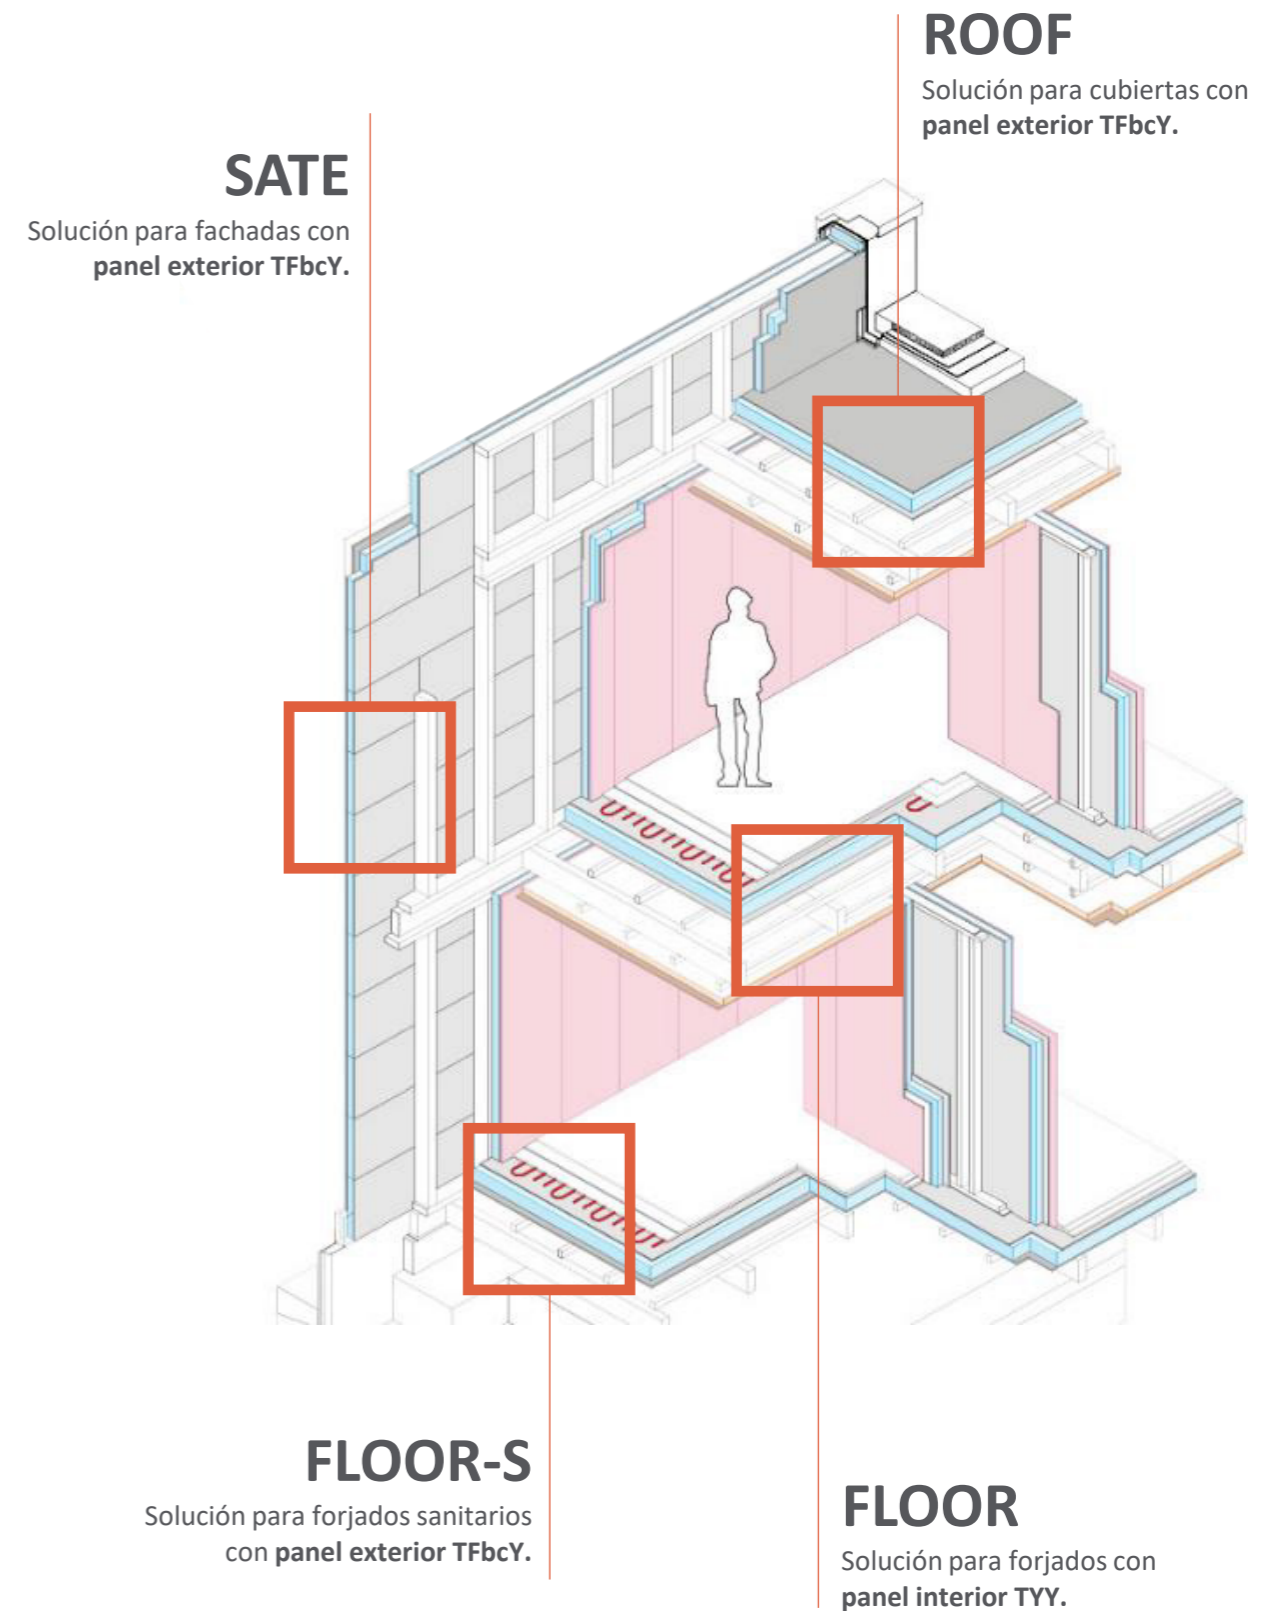 ROOF
Solución para cubiertas con
panel exterior TFbcY.
SATE
Solución para fachadas con
panel exterior TFbcY.
FLOOR-S
Solución para forjados sanitarios
con panel exterior TFbcY.
FLOOR
Solución para forjados con
panel interior TYY.